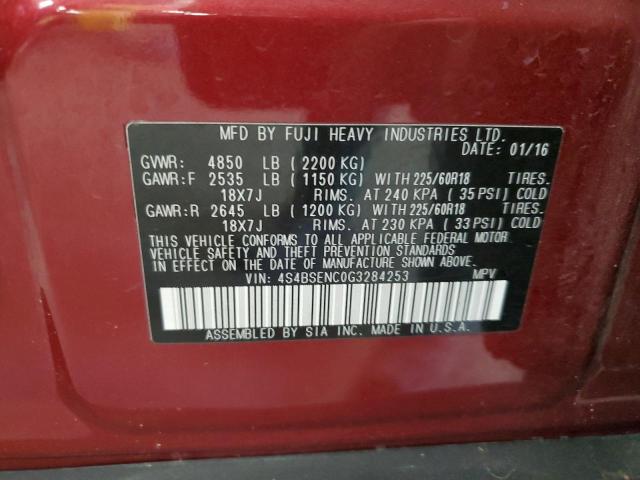 MFD BY FUJI HEAVY INDUSTRIES LTD.
DATE: 01/16
GVWR: 4850 LB ( 2200 KG)
GAWR:F 2535 LB ( 1150 KG) WITH 225/60R18 TIRES.
18X7J RIMS. AT 240 KPA ( 35 PSI) COLD
GAWR:R 2645 LB ( 1200 KG) WITH 225/60R18 TIRES.
18X7J RIMS. AT 230 KPA ( 33 PSI) COLD
THIS VEHICLE CONFORMS TO ALL APPLICABLE FEDERAL MOTOR
VEHICLE SAFETY AND THEFT PREVENTION STANDARDS
IN EFFECT ON THE DATE OF MANUFACTURE SHOWN ABOVE.
VIN: 4S4BSENC0G3284253 MPV
ASSEMBLED BY SIA INC. MADE IN U.S.A.